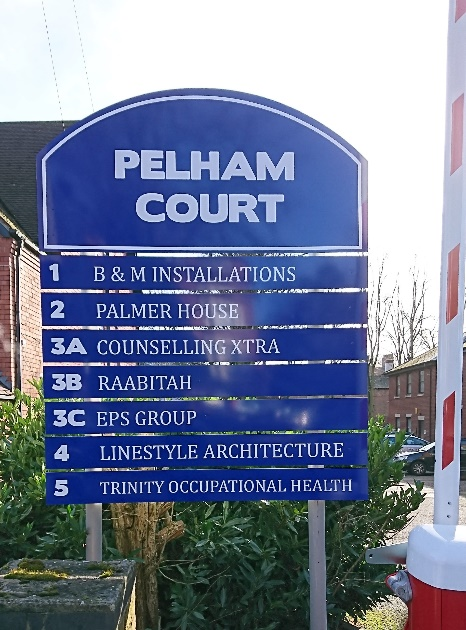 PELHAM
COURT
1 B & M INSTALLATIONS
2 PALMER HOUSE
3A COUNSELLING XTRA
3B RAABITAH
3C EPS GROUP
4 LINESTYLE ARCHITECTURE
5 TRINITY OCCUPATIONAL HEALTH